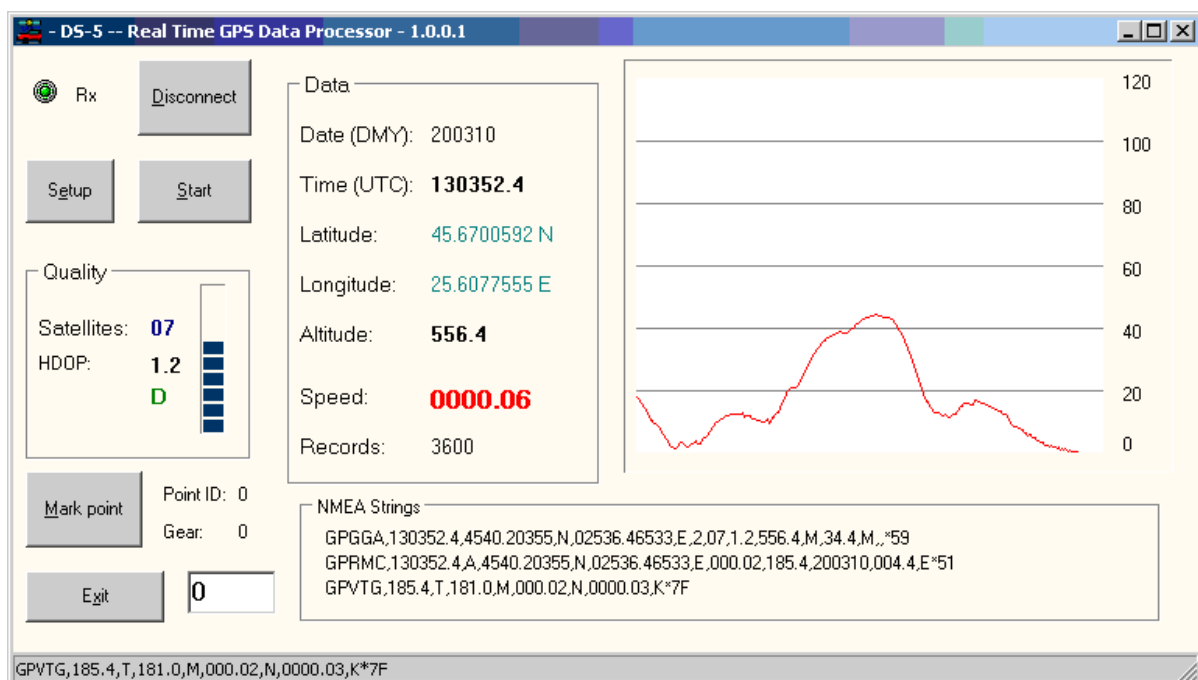 - DS-5 -- Real Time GPS Data Processor - 1.0.0.1
Rx
Disconnect
Setup
Start
Quality
Satellites: 07
HDOP: 1.2
D
Mark point
Point ID: 0
Gear: 0
Exit
0
Data
Date (DMY): 200310
Time (UTC): 130352.4
Latitude: 45.6700592 N
Longitude: 25.6077555 E
Altitude: 556.4
Speed: 0000.06
Records: 3600
120
100
80
60
40
20
0
NMEA Strings
GPGGA,130352.4,4540.20355,N,02536.46533,E,2,07,1.2,556.4,M,34.4,M,,*59
GPRMC,130352.4,A,4540.20355,N,02536.46533,E,000.02,185.4,200310,004.4,E*51
GPVTG,185.4,T,181.0,M,000.02,N,0000.03,K*7F
GPVTG,185.4,T,181.0,M,000.02,N,0000.03,K*7F